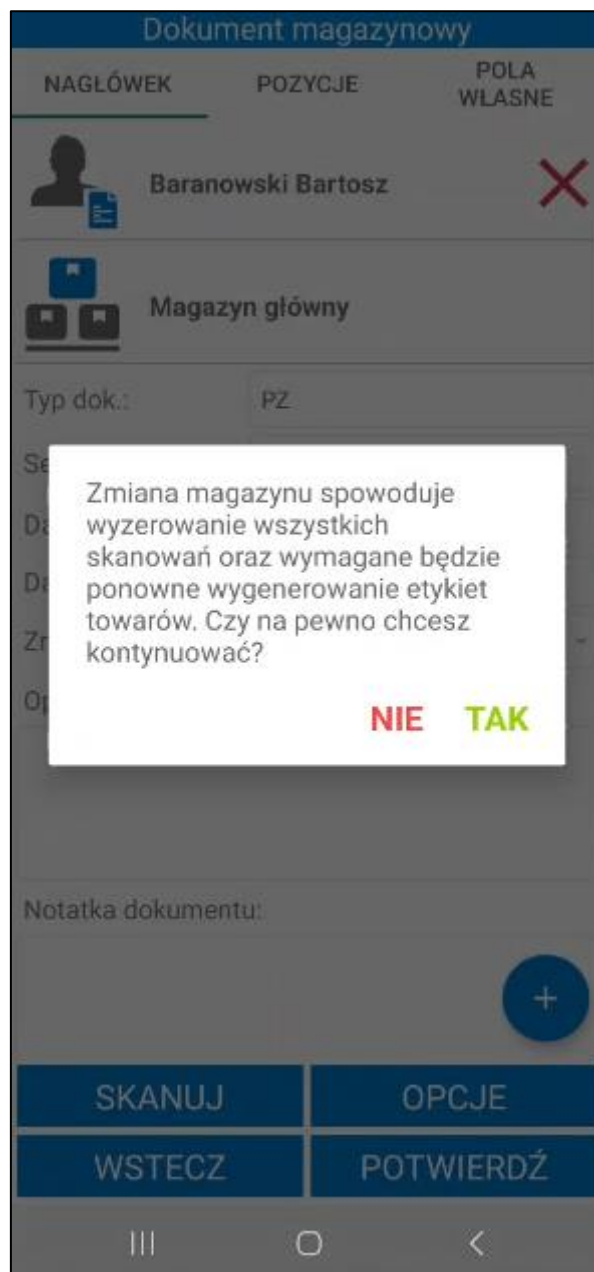 Dokument magazynowy
NAGŁÓWEK
POZYCJE
POLA
WŁASNE
Baranowski Bartosz
Magazyn główny
Typ dok.:
PZ
Zmiana magazynu spowoduje
wyzerowanie wszystkich
skanowań oraz wymagane będzie
ponowne wygenerowanie etykiet
towarów. Czy na pewno chcesz
kontynuować?
NIE TAK
Notatka dokumentu:
+
SKANUJ
OPCJE
WSTECZ
POTWIERDŹ